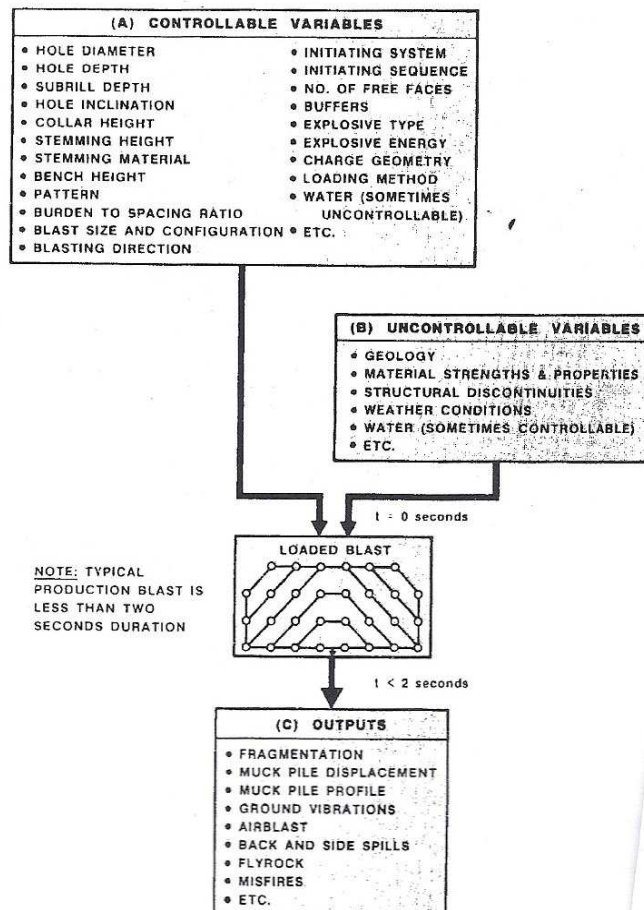 (A) CONTROLLABLE VARIABLES
• HOLE DIAMETER
• HOLE DEPTH
• SUBRILL DEPTH
• HOLE INCLINATION
• COLLAR HEIGHT
• STEMMING HEIGHT
• STEMMING MATERIAL
• BENCH HEIGHT
• PATTERN
• BURDEN TO SPACING RATIO
• BLAST SIZE AND CONFIGURATION
• BLASTING DIRECTION
• INITIATING SYSTEM
• INITIATING SEQUENCE
• NO. OF FREE FACES
• BUFFERS
• EXPLOSIVE TYPE
• EXPLOSIVE ENERGY
• CHARGE GEOMETRY
• LOADING METHOD
• WATER (SOMETIMES
UNCONTROLLABLE)
• ETC.
(B) UNCONTROLLABLE VARIABLES
• GEOLOGY
• MATERIAL STRENGTHS & PROPERTIES
• STRUCTURAL DISCONTINUITIES
• WEATHER CONDITIONS
• WATER (SOMETIMES CONTROLLABLE)
• ETC.
t = 0 seconds
LOADED BLAST
NOTE: TYPICAL
PRODUCTION BLAST IS
LESS THAN TWO
SECONDS DURATION
t < 2 seconds
(C) OUTPUTS
• FRAGMENTATION
• MUCK PILE DISPLACEMENT
• MUCK PILE PROFILE
• GROUND VIBRATIONS
• AIRBLAST
• BACK AND SIDE SPILLS
• FLYROCK
• MISFIRES
• ETC.